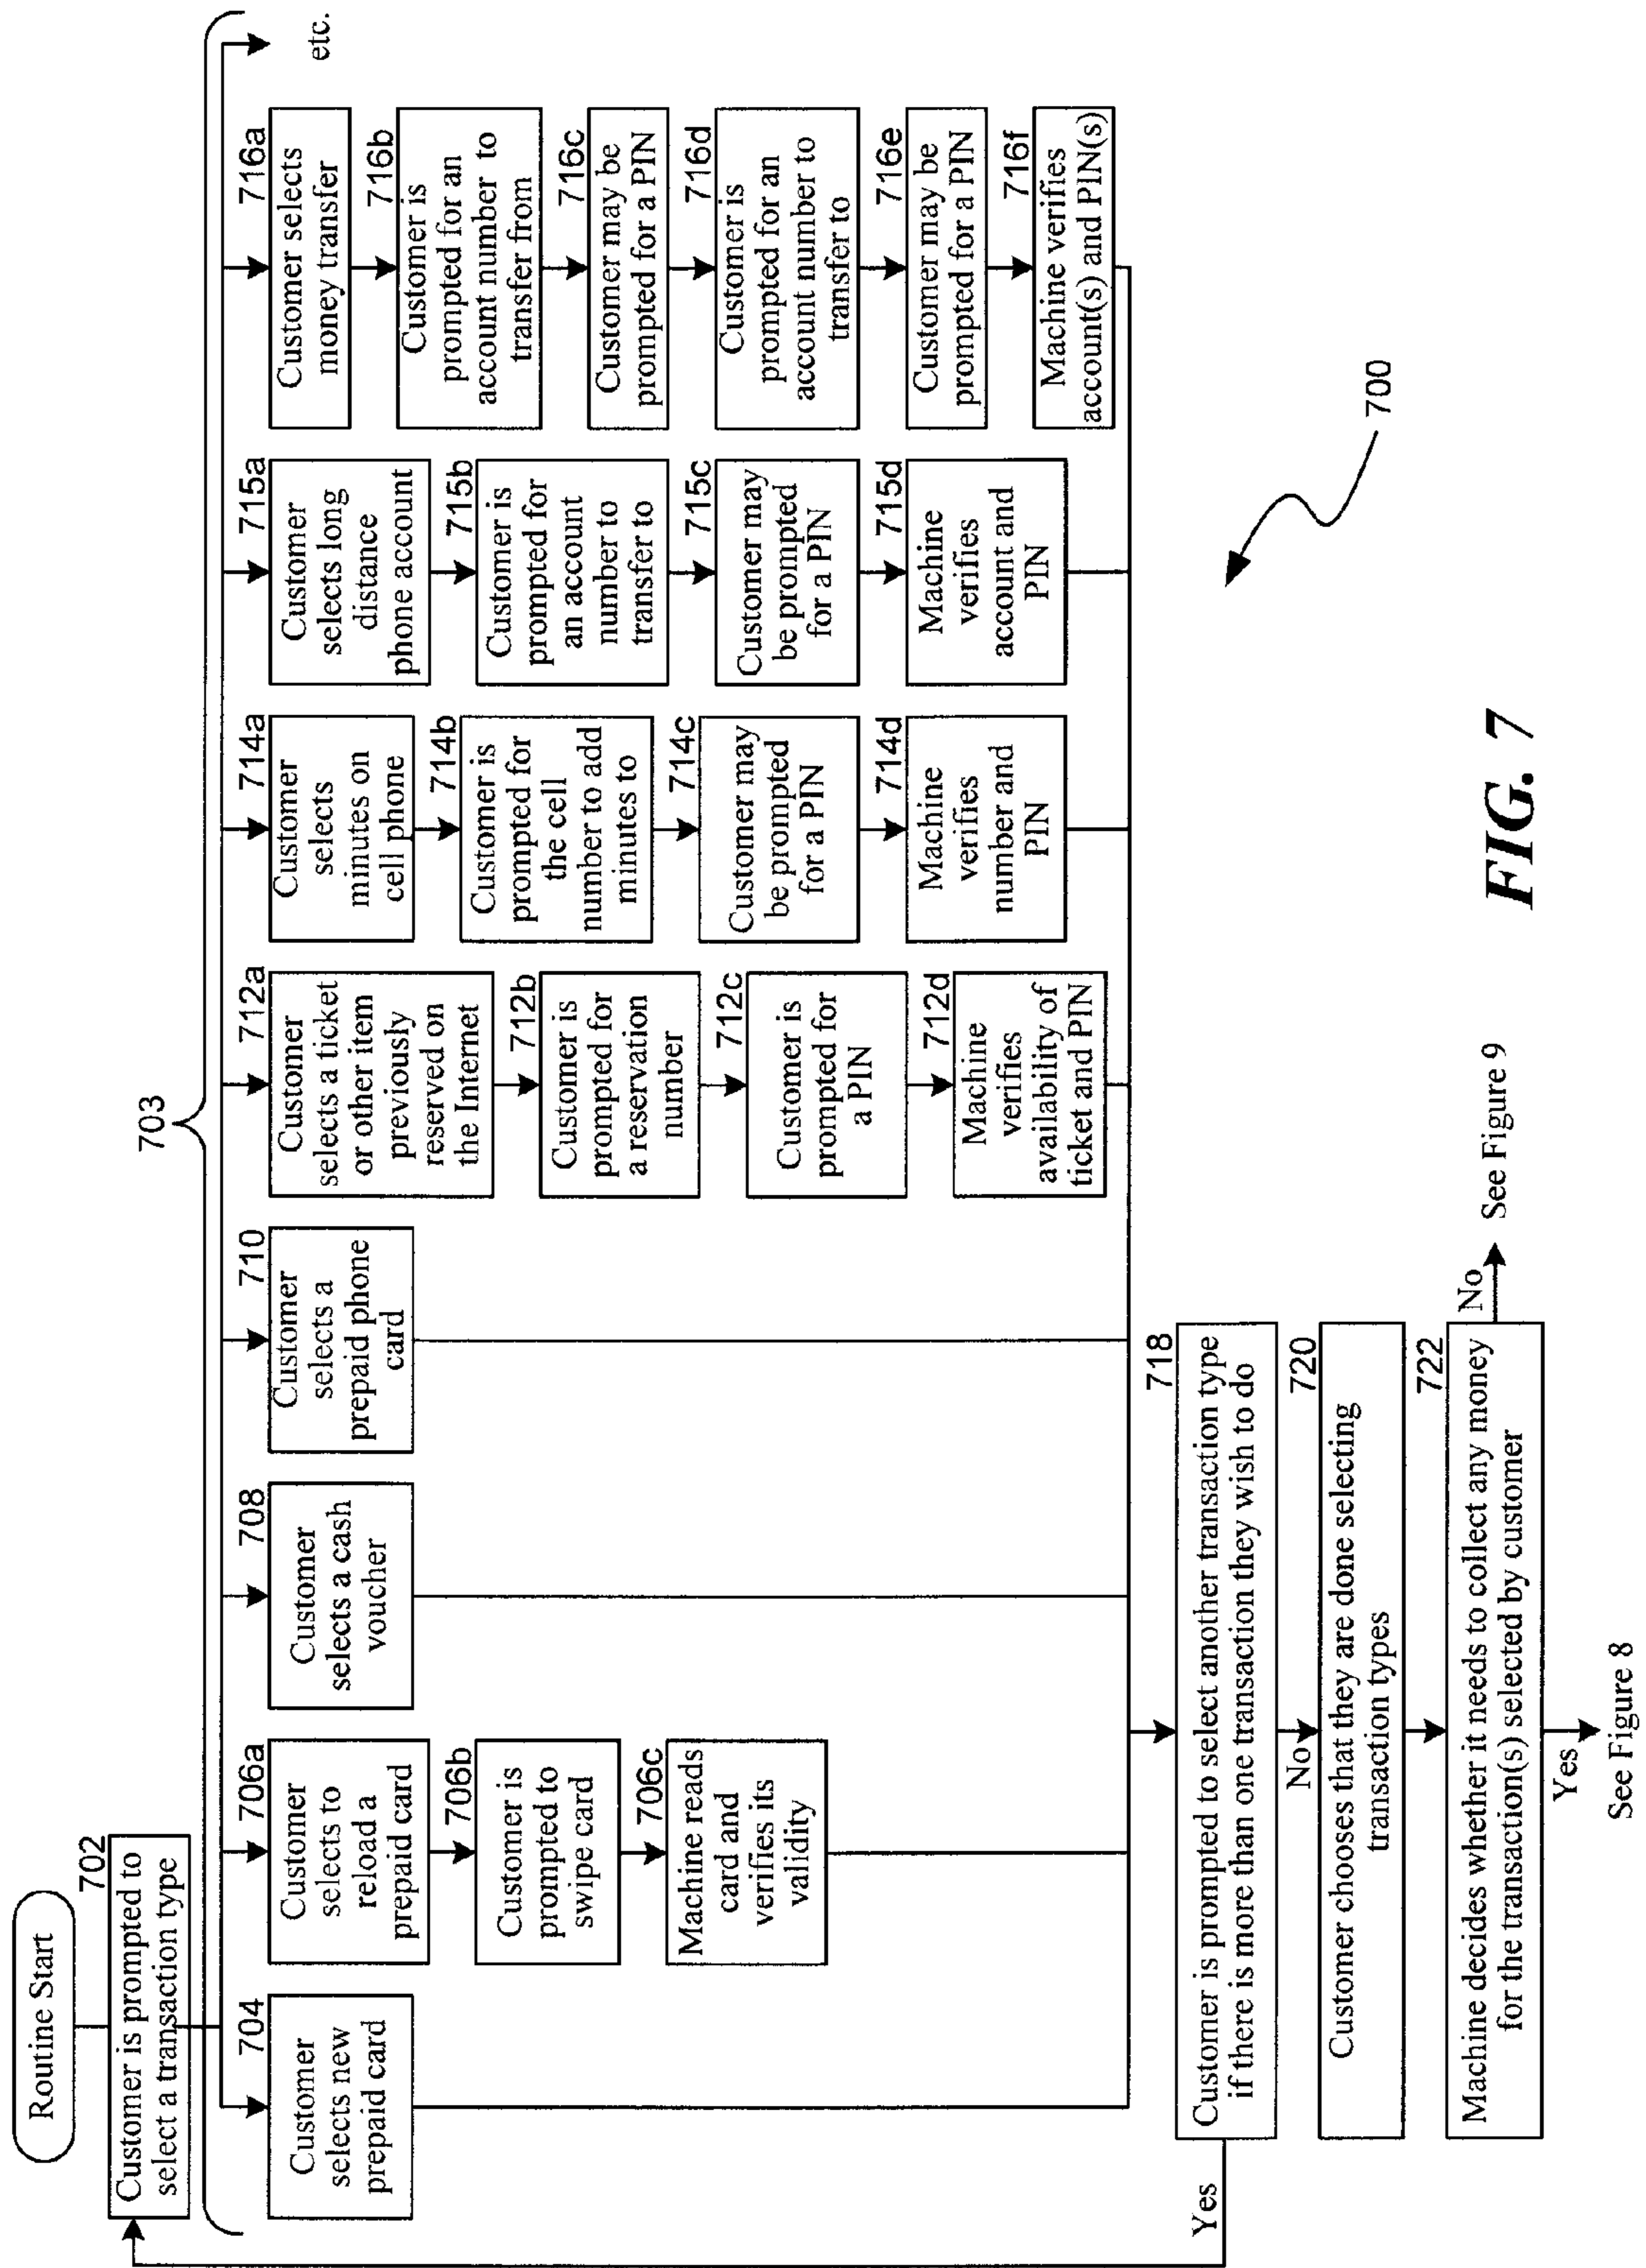 Routine Start
702
Customer is prompted to
select a transaction type
703
704
Customer
selects new
prepaid card
706a
Customer
selects to
reload a
prepaid card
706b
Customer is
prompted to
swipe card
706c
Machine reads
card and
verifies its
validity
708
Customer
selects a cash
voucher
710
Customer
selects a
prepaid phone
card
712a
Customer
selects a ticket
or other item
previously
reserved on
the Internet
712b
Customer is
prompted for
a reservation
number
712c
Customer is
prompted for
a PIN
712d
Machine
verifies
availability of
ticket and PIN
714a
Customer
selects
minutes on
cell phone
714b
Customer is
prompted for
the cell
number to add
minutes to
714c
Customer may
be prompted
for a PIN
714d
Machine
verifies
number and
PIN
715a
Customer
selects long
distance
phone account
715b
Customer is
prompted for
an account
number to
transfer to
715c
Customer may
be prompted
for a PIN
715d
Machine
verifies
account and
PIN
716a
Customer selects
money transfer
716b
Customer is
prompted for an
account number to
transfer from
716c
Customer may be
prompted for a PIN
716d
Customer is
prompted for an
account number to
transfer to
716e
Customer may be
prompted for a PIN
716f
Machine verifies
account(s) and PIN(s)
etc.
718
Customer is prompted to select another transaction type
if there is more than one transaction they wish to do
Yes
No
720
Customer chooses that they are done selecting
transaction types
722
Machine decides whether it needs to collect any money
for the transaction(s) selected by customer
No
See Figure 9
Yes
See Figure 8
700
FIG. 7